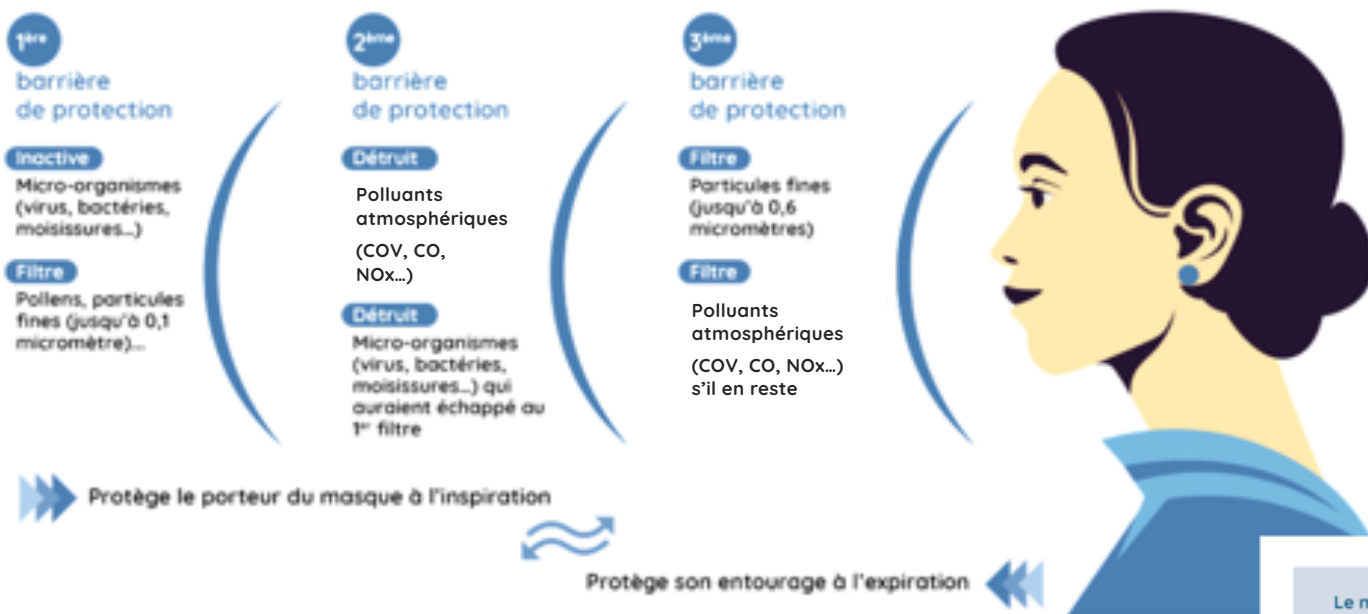 1ère
barrière
de protection
Inactive
Micro-organismes
(virus, bactéries,
moisissures...)
Filtre
Pollens, particules
fines (jusqu'à 0,1
micromètre)...
2ème
barrière
de protection
Détruit
Polluants
atmosphériques
(COV, CO,
NOx...)
Détruit
Micro-organismes
(virus, bactéries,
moisissures...) qui
auraient échappé au
1er filtre
3ème
barrière
de protection
Filtre
Particules fines
(jusqu'à 0,6
micromètres)
Filtre
Polluants
atmosphériques
(COV, CO, NOx...)
s'il en reste
Protège le porteur du masque à l'inspiration
Protège son entourage à l'expiration
Le